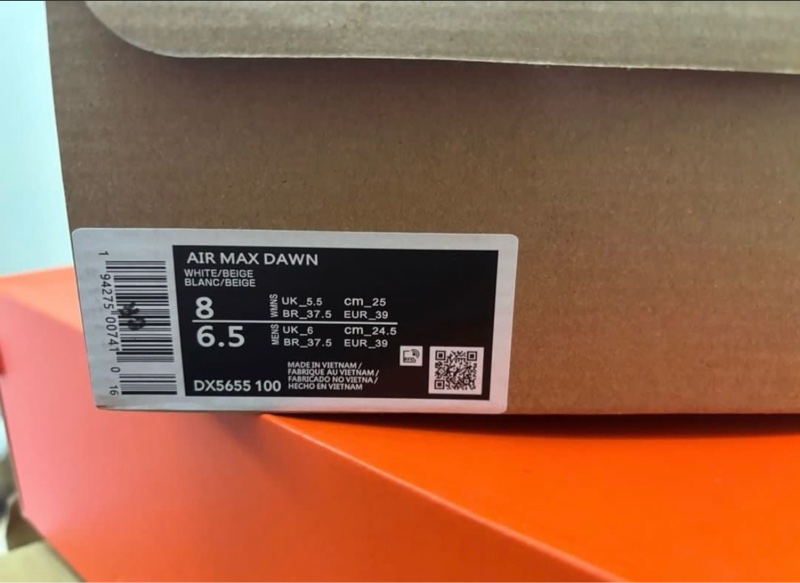 AIR MAX DAWN
WHITE/BEIGE
BLANC/BEIGE
8 WMNS UK_5.5 cm_25
BR_37.5 EUR_39
6.5 MENS UK_6 cm_24.5
BR_37.5 EUR_39
DX5655 100
MADE IN VIETNAM /
FABRIQUE AU VIETNAM /
FABRICADO NO VIETNA /
HECHO EN VIETNAM
1 94275 00741 0 16